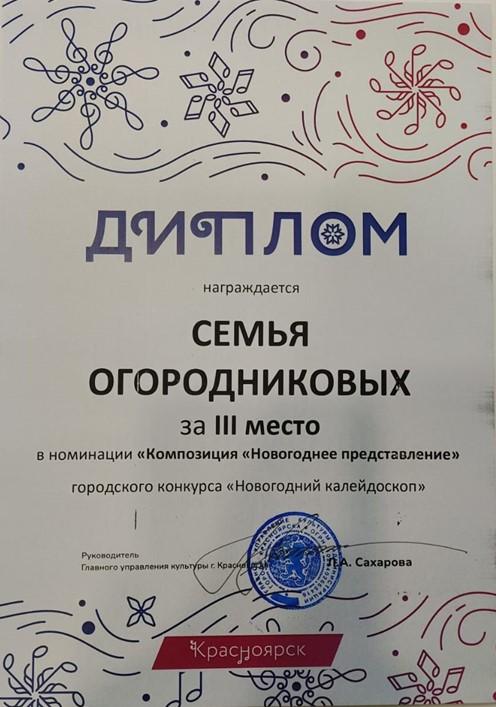 ДИПЛОМ
награждается
СЕМЬЯ
ОГОРОДНИКОВЫХ
за III место
в номинации «Композиция «Новогоднее представление»
городского конкурса «Новогодний калейдоскоп»
Руководитель
Главного управления культуры г. Красноярска
Л.А. Сахарова
Красноярск